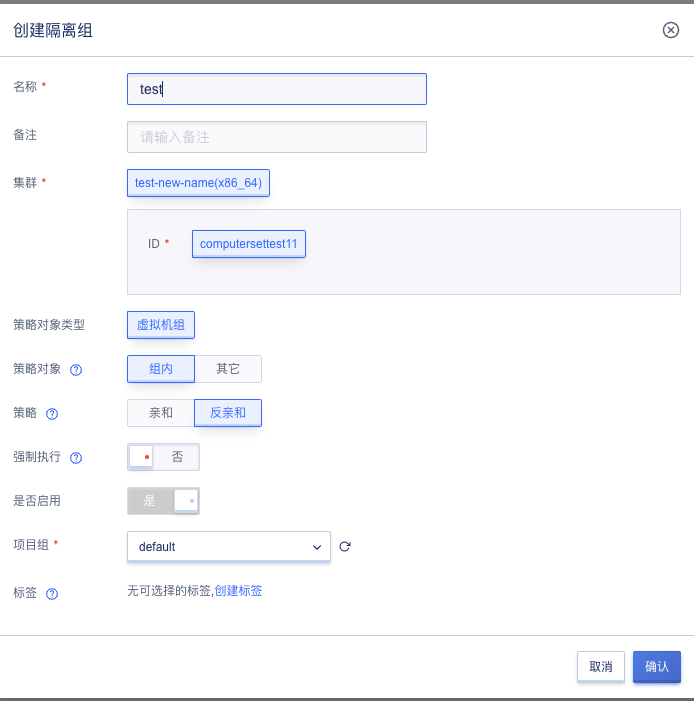 创建隔离组
名称 *
test
备注
请输入备注
集群 *
test-new-name(x86_64)
ID *
computersettest11
策略对象类型
虚拟机组
策略对象 ?
组内 其它
策略 ?
亲和 反亲和
强制执行 ?
否
是否启用
是
项目组 *
default
标签 ?
无可选择的标签,创建标签
取消 确认